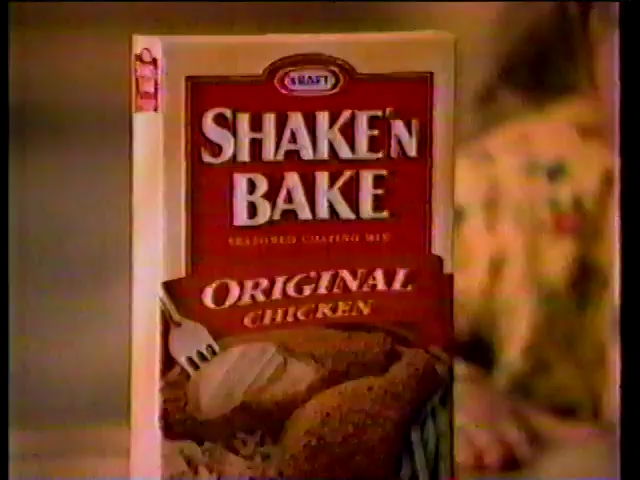 KRAFT
SHAKE'N
BAKE
SEASONED COATING MIX
ORIGINAL
CHICKEN